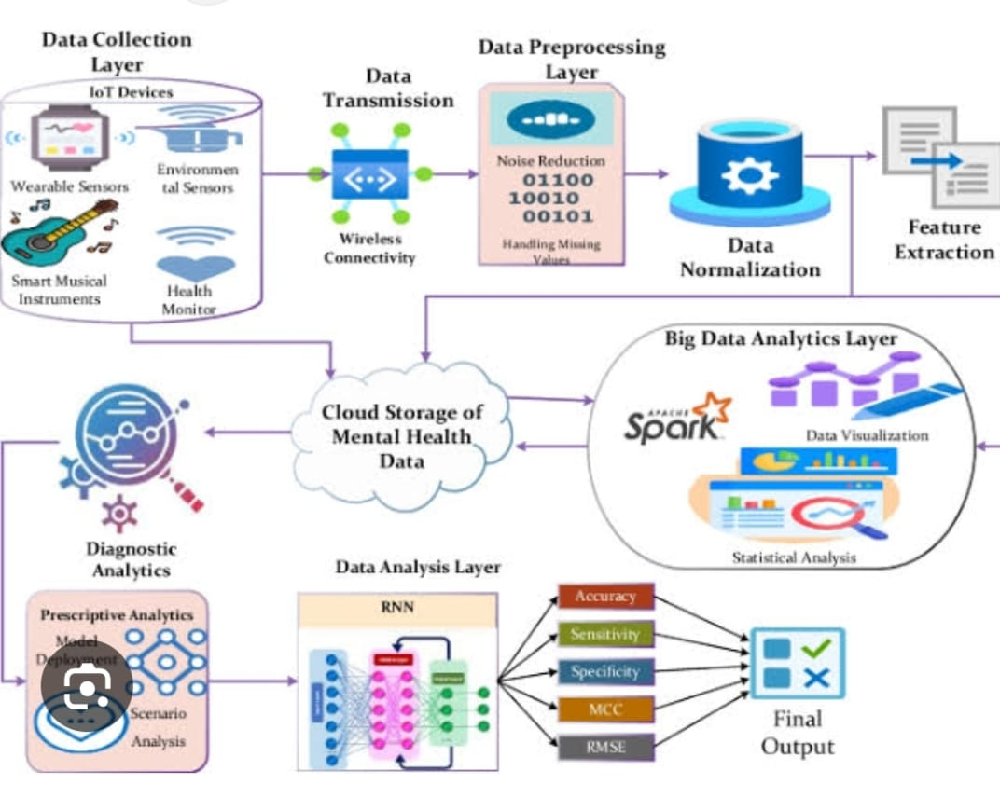 Data Collection
Layer
IoT Devices
Wearable Sensors
Environmen
tal Sensors
Smart Musical
Instruments
Health
Monitor
Data
Transmission
Wireless
Connectivity
Data Preprocessing
Layer
Noise Reduction
01100
10010
00101
Handling Missing
Values
Data
Normalization
Feature
Extraction
Cloud Storage of
Mental Health
Data
Big Data Analytics Layer
APACHE
Spark
Data Visualization
Statistical Analysis
Diagnostic
Analytics
Prescriptive Analytics
Model
Deployment
Scenario
Analysis
Data Analysis Layer
RNN
Accuracy
Sensitivity
Specificity
MCC
RMSE
Final
Output